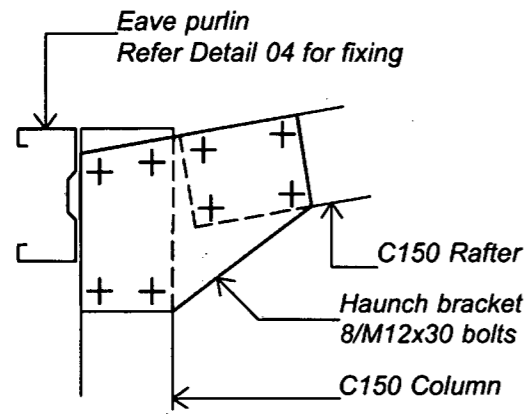 Eave purlin
Refer Detail 04 for fixing
C150 Rafter
Haunch bracket
8/M12x30 bolts
C150 Column